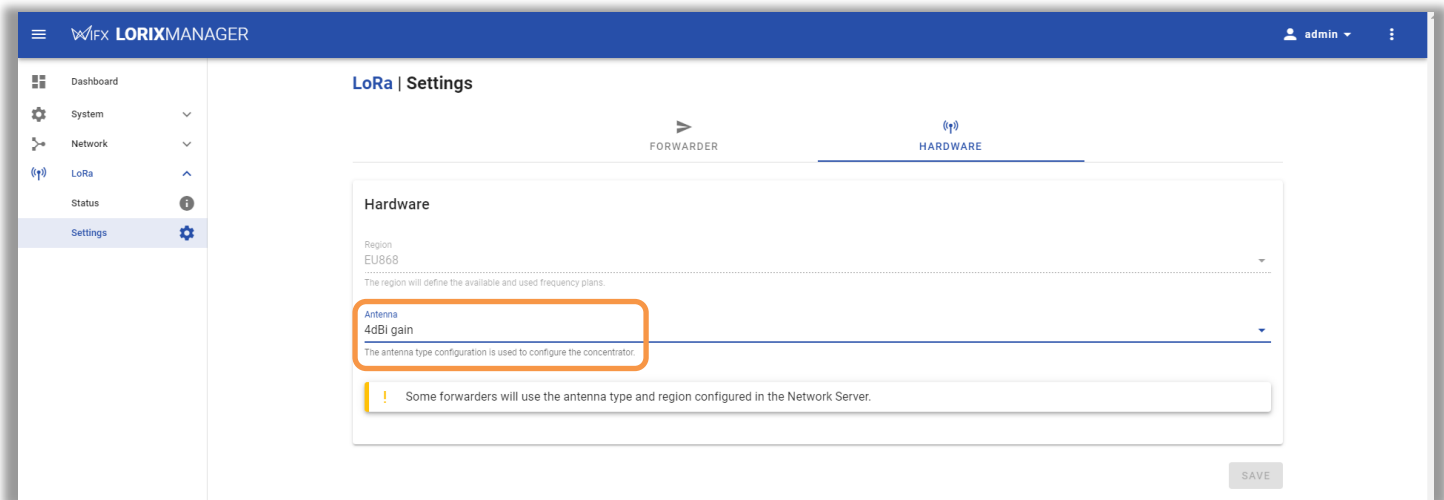 WIFX LORIXMANAGER
admin
Dashboard
System
Network
LoRa
Status
Settings
LoRa | Settings
FORWARDER
HARDWARE
Hardware
Region
EU868
The region will define the available and used frequency plans.
Antenna
4dBi gain
The antenna type configuration is used to configure the concentrator.
! Some forwarders will use the antenna type and region configured in the Network Server.
SAVE